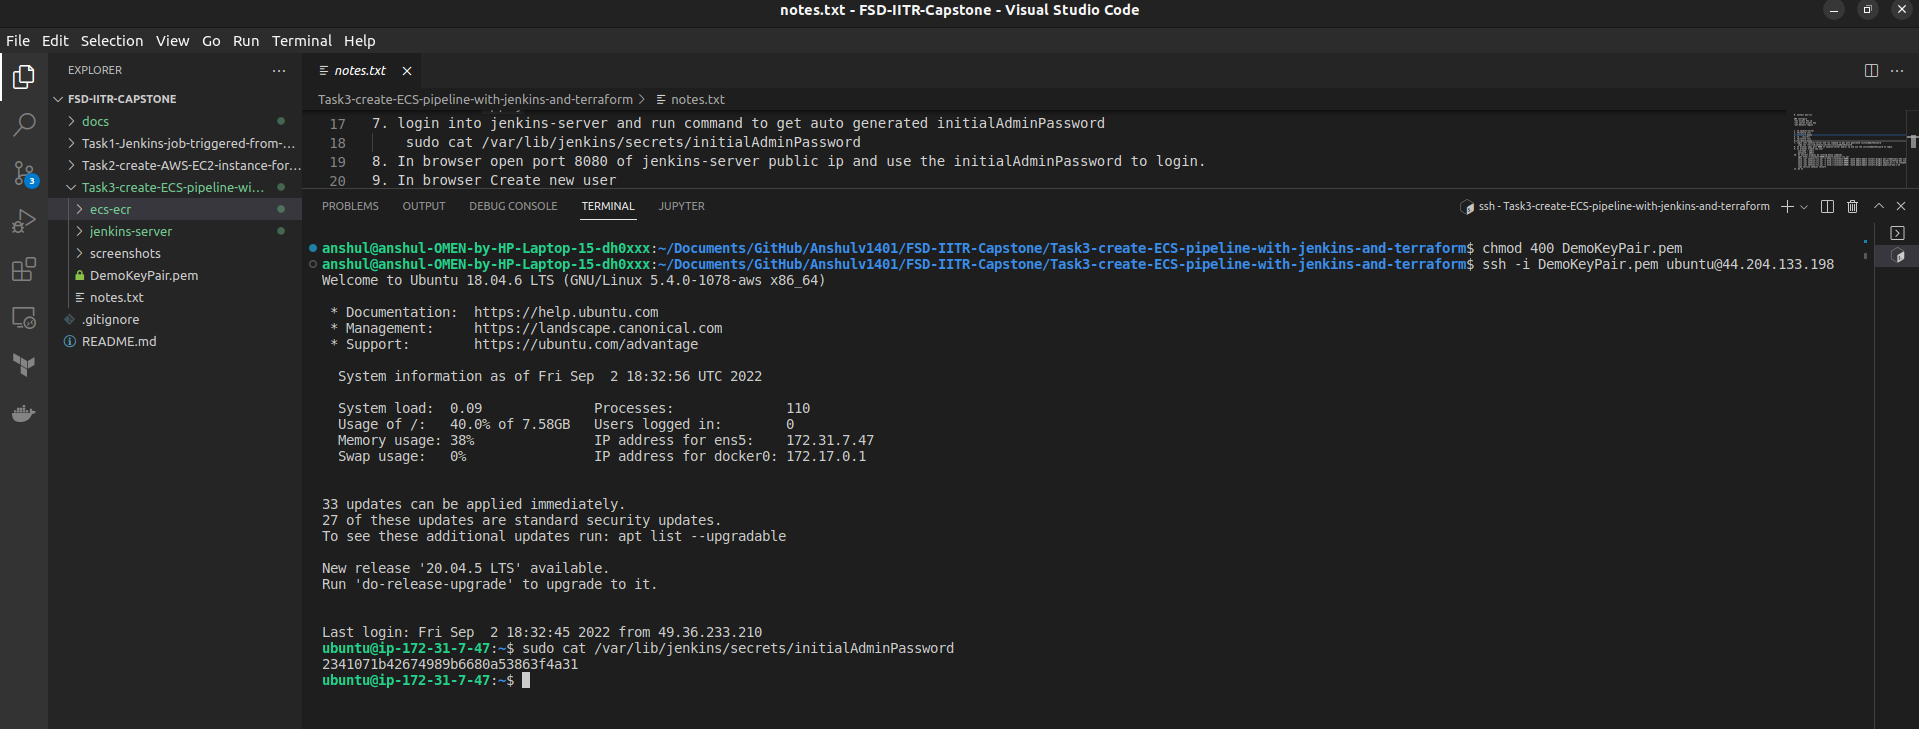 notes.txt - FSD-IITR-Capstone - Visual Studio Code
File Edit Selection View Go Run Terminal Help
EXPLORER
FSD-IITR-CAPSTONE
docs
Task1-Jenkins-job-triggered-from-...
Task2-create-AWS-EC2-instance-for...
Task3-create-ECS-pipeline-wi...
ecs-ecr
jenkins-server
screenshots
DemoKeyPair.pem
notes.txt
.gitignore
README.md
3
notes.txt
Task3-create-ECS-pipeline-with-jenkins-and-terraform > notes.txt
17 7. login into jenkins-server and run command to get auto generated initialAdminPassword
18 sudo cat /var/lib/jenkins/secrets/initialAdminPassword
19 8. In browser open port 8080 of jenkins-server public ip and use the initialAdminPassword to login.
20 9. In browser Create new user
PROBLEMS OUTPUT DEBUG CONSOLE TERMINAL JUPYTER
ssh - Task3-create-ECS-pipeline-with-jenkins-and-terraform
anshul@anshul-OMEN-by-HP-Laptop-15-dh0xxx:~/Documents/GitHub/Anshulv1401/FSD-IITR-Capstone/Task3-create-ECS-pipeline-with-jenkins-and-terraform$ chmod 400 DemoKeyPair.pem
anshul@anshul-OMEN-by-HP-Laptop-15-dh0xxx:~/Documents/GitHub/Anshulv1401/FSD-IITR-Capstone/Task3-create-ECS-pipeline-with-jenkins-and-terraform$ ssh -i DemoKeyPair.pem ubuntu@44.204.133.198
Welcome to Ubuntu 18.04.6 LTS (GNU/Linux 5.4.0-1078-aws x86_64)
* Documentation: https://help.ubuntu.com
* Management: https://landscape.canonical.com
* Support: https://ubuntu.com/advantage
System information as of Fri Sep 2 18:32:56 UTC 2022
System load: 0.09 Processes: 110
Usage of /: 40.0% of 7.58GB Users logged in: 0
Memory usage: 38% IP address for ens5: 172.31.7.47
Swap usage: 0% IP address for docker0: 172.17.0.1
33 updates can be applied immediately.
27 of these updates are standard security updates.
To see these additional updates run: apt list --upgradable
New release '20.04.5 LTS' available.
Run 'do-release-upgrade' to upgrade to it.
Last login: Fri Sep 2 18:32:45 2022 from 49.36.233.210
ubuntu@ip-172-31-7-47:~$ sudo cat /var/lib/jenkins/secrets/initialAdminPassword
2341071b42674989b6680a53863f4a31
ubuntu@ip-172-31-7-47:~$